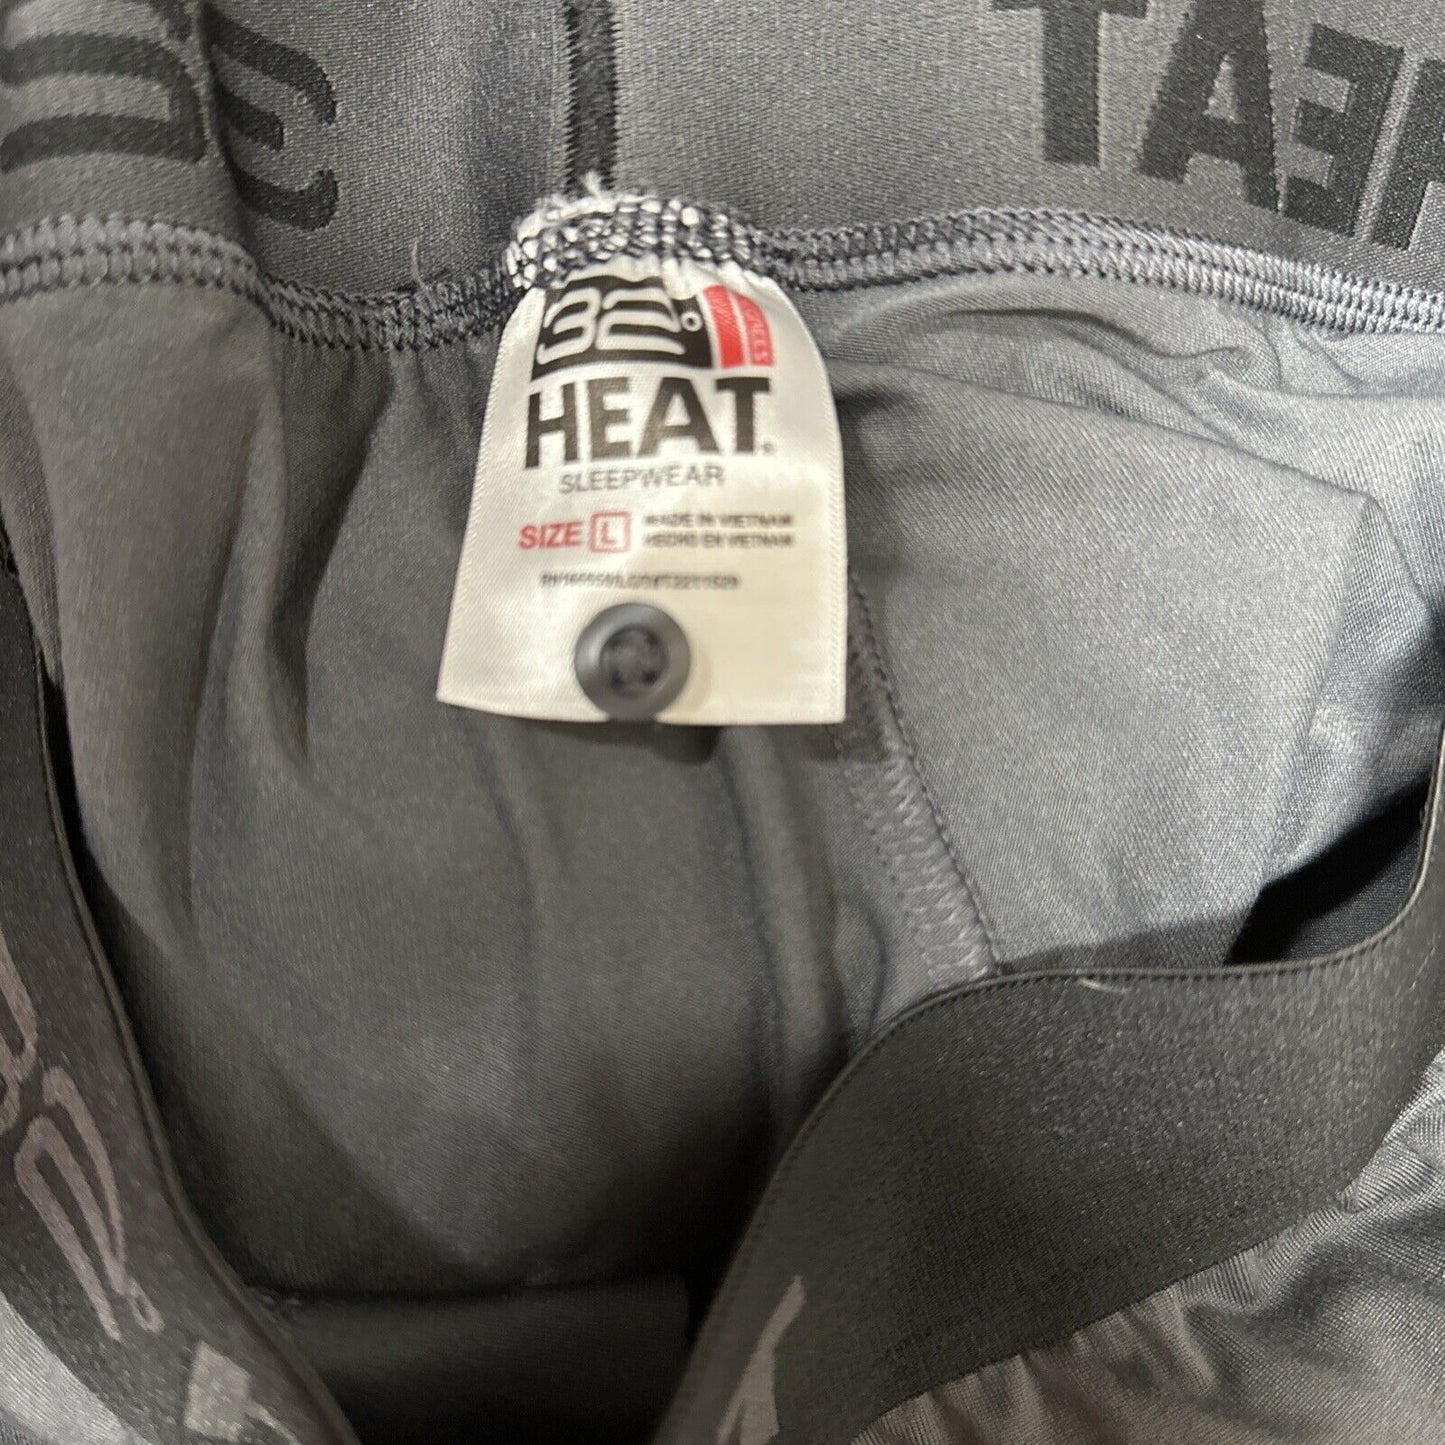 HEAT
32°
HEAT
SLEEPWEAR
SIZE L
MADE IN VIETNAM
HECHO EN VIETNAM